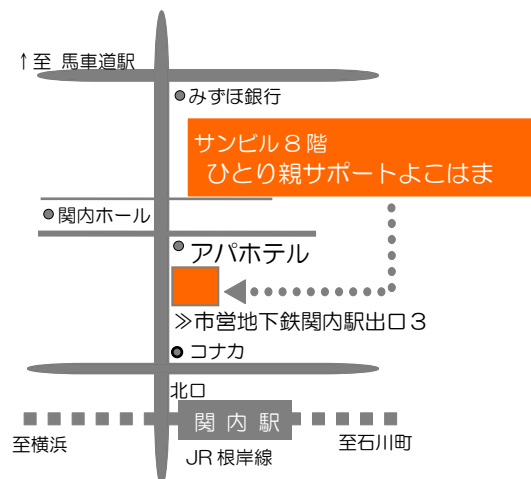 ↑至 馬車道駅
みずほ銀行
サンビル8階
ひとり親サポートよこはま
関内ホール
アパホテル
≫市営地下鉄関内駅出口3
コナカ
北口
関内駅
至横浜
至石川町
JR根岸線